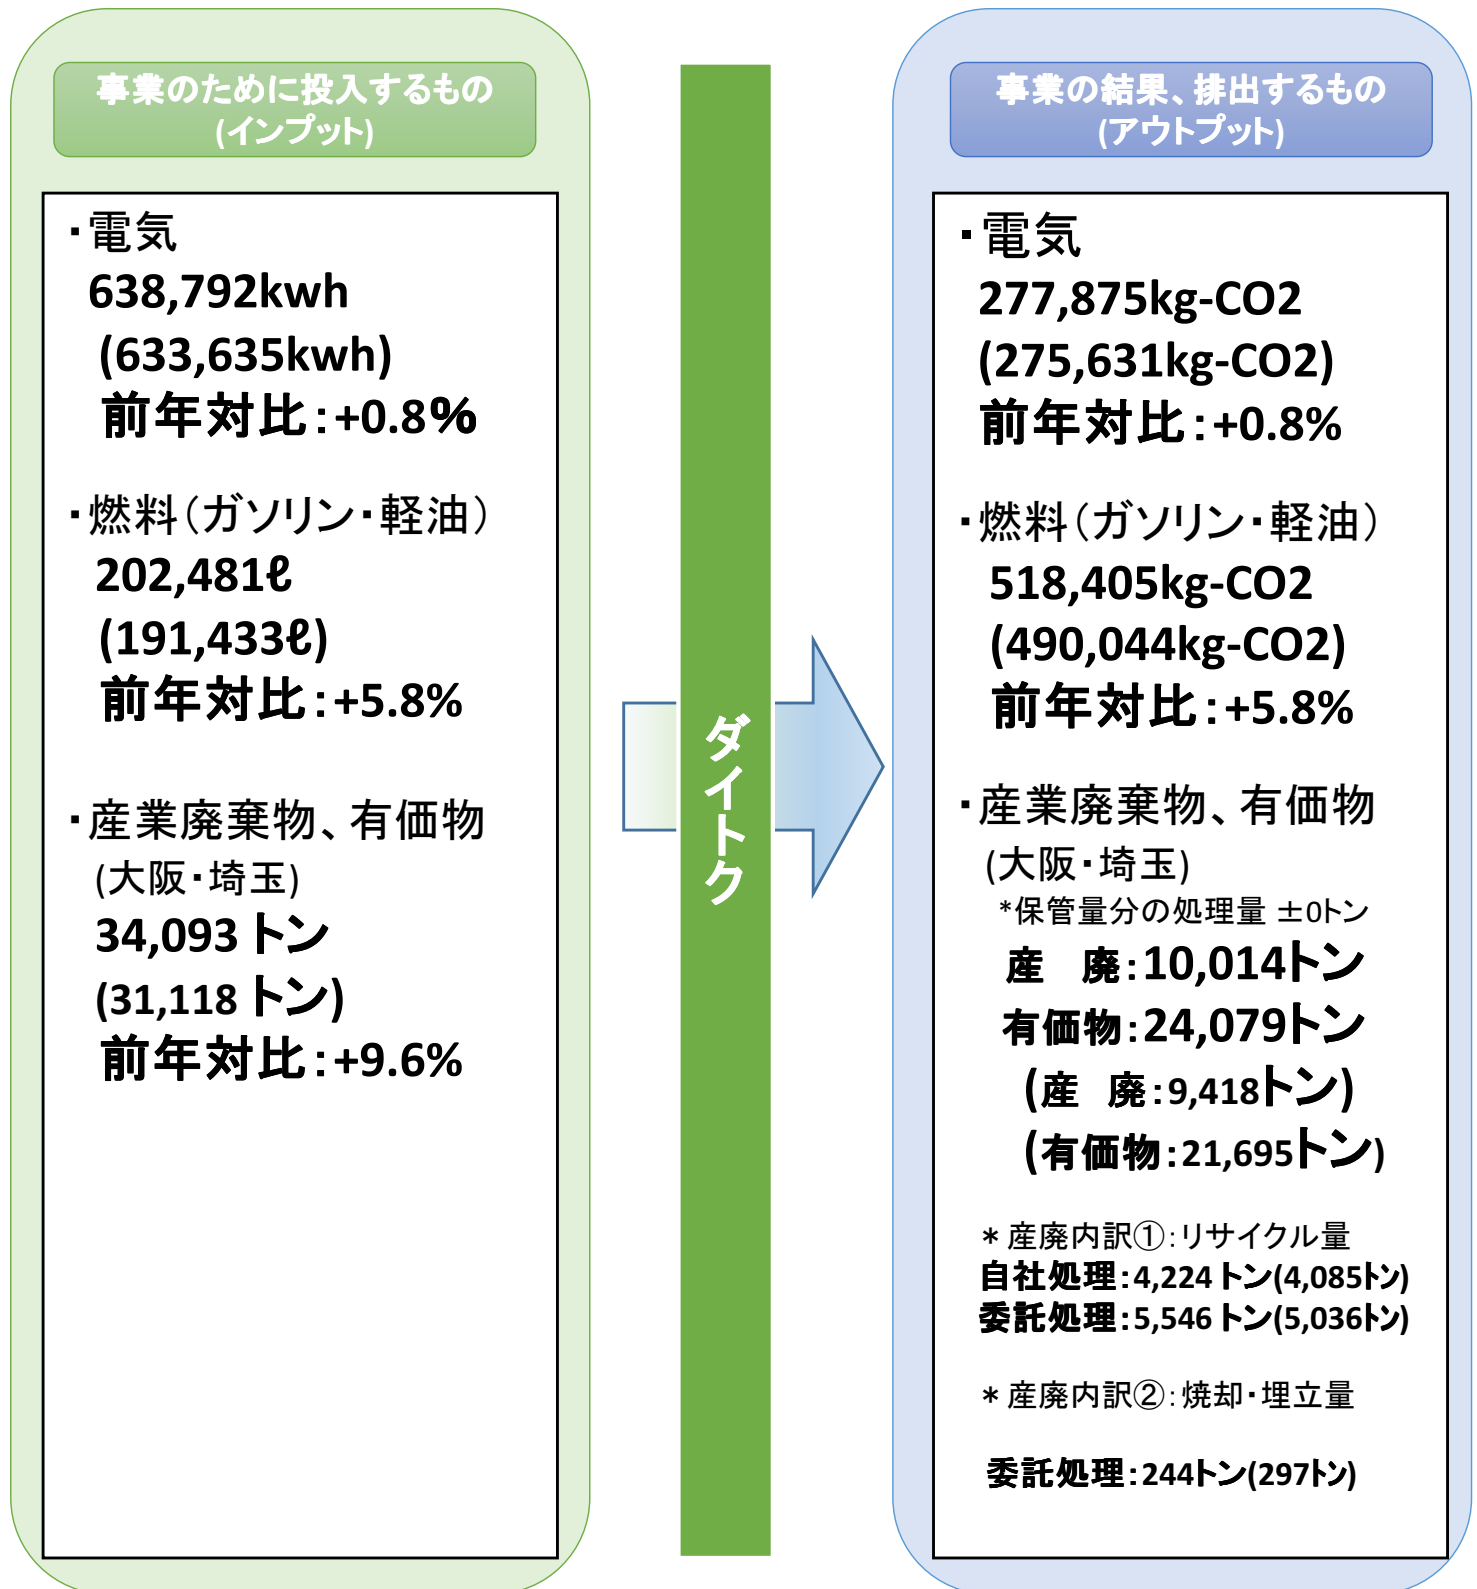 事業のために投入するもの
(インプット)
・電気
638,792kwh
(633,635kwh)
前年対比：+0.8%
・燃料（ガソリン・軽油）
202,481ℓ
(191,433ℓ)
前年対比：+5.8%
・産業廃棄物、有価物
(大阪・埼玉)
34,093 トン
(31,118 トン)
前年対比：+9.6%
ダイトク
事業の結果、排出するもの
(アウトプット)
・電気
277,875kg-CO2
(275,631kg-CO2)
前年対比：+0.8%
・燃料（ガソリン・軽油）
518,405kg-CO2
(490,044kg-CO2)
前年対比：+5.8%
・産業廃棄物、有価物
(大阪・埼玉)
*保管量分の処理量 ±0トン
産　廃：10,014トン
有価物：24,079トン
(産　廃：9,418トン)
(有価物：21,695トン)
* 産廃内訳①：リサイクル量
自社処理：4,224 トン(4,085トン)
委託処理：5,546 トン(5,036トン)
* 産廃内訳②：焼却・埋立量
委託処理：244トン(297トン)